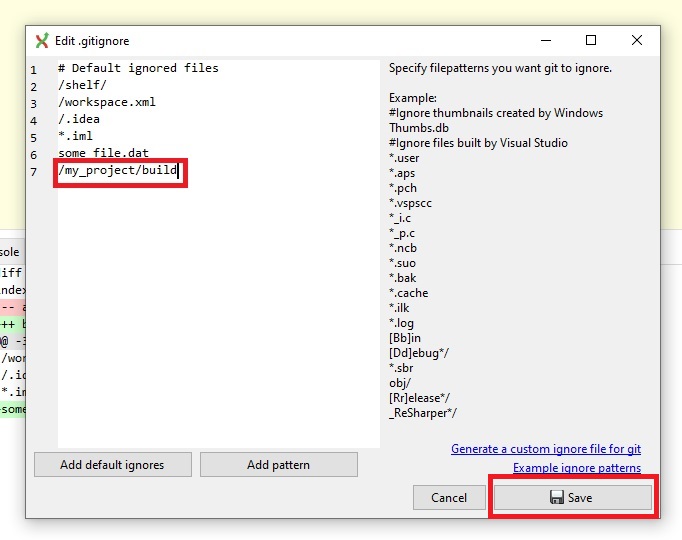 Edit .gitignore
1 # Default ignored files
2 /shelf/
3 /workspace.xml
4 /.idea
5 *.iml
6 some file.dat
7 /my_project/build
Specify filepatterns you want git to ignore.
Example:
#Ignore thumbnails created by Windows
Thumbs.db
#Ignore files built by Visual Studio
*.user
*.aps
*.pch
*.vspscc
*_i.c
*_p.c
*.ncb
*.suo
*.bak
*.cache
*.ilk
*.log
[Bb]in
[Dd]ebug*/
*.sbr
obj/
[Rr]elease*/
_ReSharper*/
Generate a custom ignore file for git
Example ignore patterns
Add default ignores
Add pattern
Cancel
Save
sole
iff
index
--- a
++ b
@@ -3
/wor
/.id
*.im
some